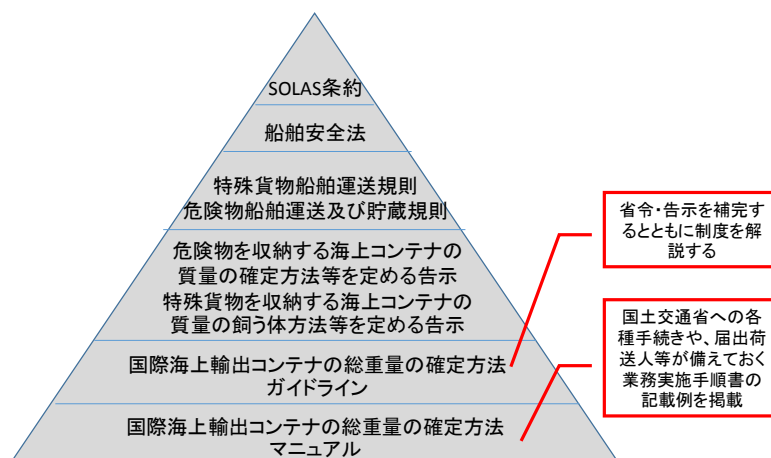 SOLAS条約
船舶安全法
特殊貨物船舶運送規則
危険物船舶運送及び貯蔵規則
危険物を収納する海上コンテナの
質量の確定方法等を定める告示
特殊貨物を収納する海上コンテナの
質量の飼う体方法等を定める告示
国際海上輸出コンテナの総重量の確定方法
ガイドライン
国際海上輸出コンテナの総重量の確定方法
マニュアル
省令・告示を補完す
るとともに制度を解
説する
国土交通省への各
種手続きや、届出荷
送人等が備えておく
業務実施手順書の
記載例を掲載